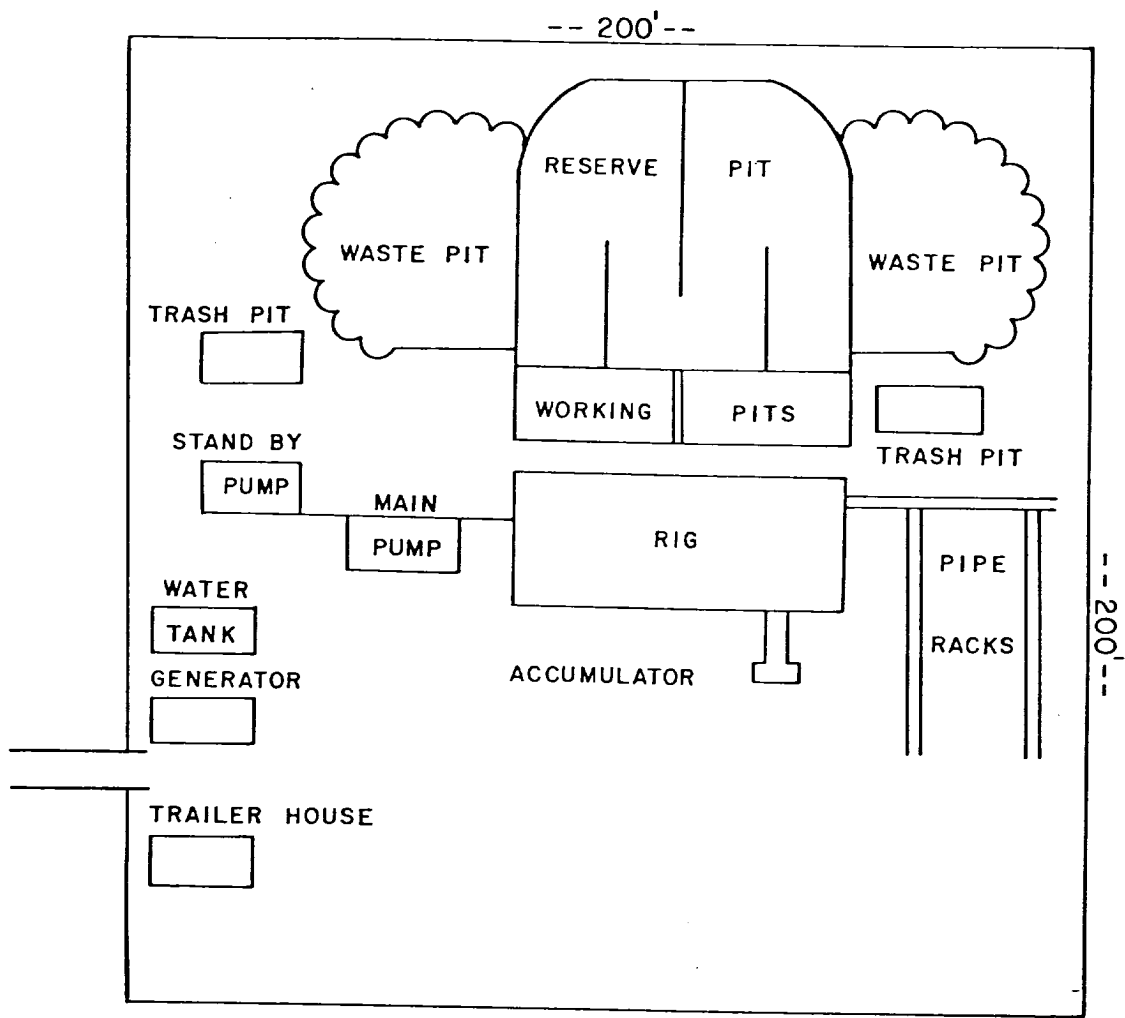 -- 200'--
RESERVE PIT
WASTE PIT
WASTE PIT
TRASH PIT
WORKING PITS
STAND BY
PUMP
TRASH PIT
MAIN
PUMP
RIG
PIPE
RACKS
--200'--
WATER
TANK
GENERATOR
ACCUMULATOR
TRAILER HOUSE